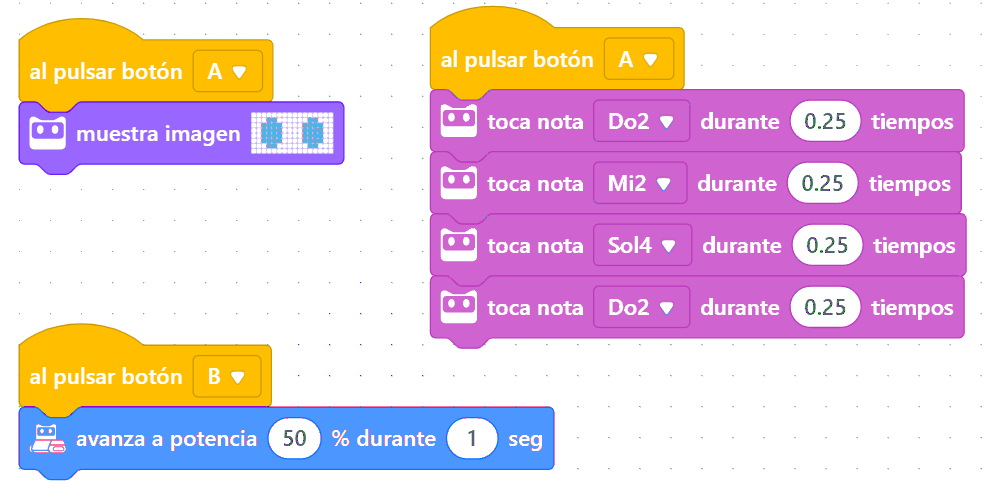 al pulsar botón A
muestra imagen
al pulsar botón A
toca nota Do2 durante 0.25 tiempos
toca nota Mi2 durante 0.25 tiempos
toca nota Sol4 durante 0.25 tiempos
toca nota Do2 durante 0.25 tiempos
al pulsar botón B
avanza a potencia 50 % durante 1 seg